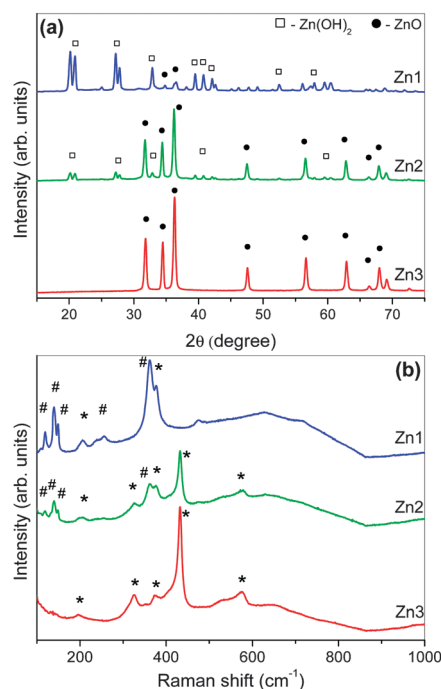 (a)
□ - Zn(OH)₂ ● - ZnO
Zn1
Zn2
Zn3
Intensity (arb. units)
20 30 40 50 60 70
2θ (degree)
(b)
# # # # # *
*
Zn1
# # # * * # * * *
Zn2
* * * * *
Zn3
Intensity (arb. units)
200 400 600 800 1000
Raman shift (cm⁻¹)